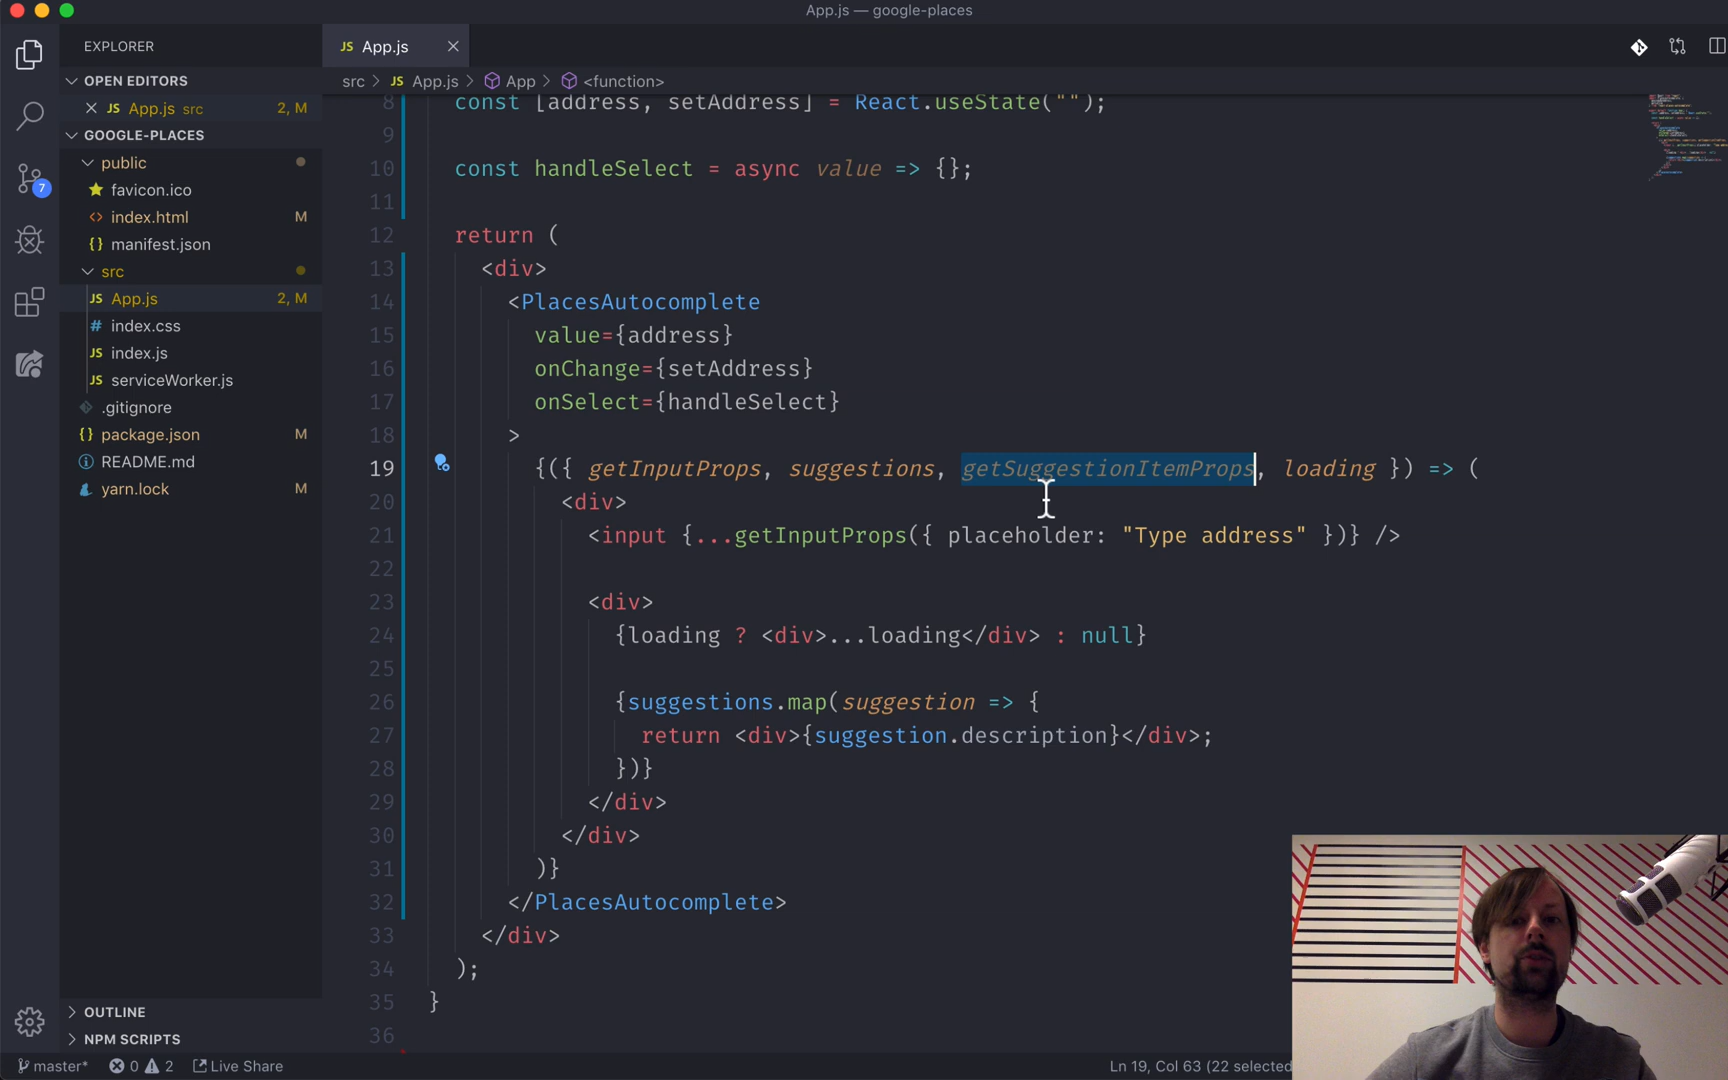 App.js — google-places
EXPLORER
JS App.js
OPEN EDITORS
src > JS App.js > App > <function>
JS App.js src 2, M
GOOGLE-PLACES
public
favicon.ico
<> index.html M
{} manifest.json
src
JS App.js 2, M
# index.css
JS index.js
JS serviceWorker.js
.gitignore
{} package.json M
README.md
yarn.lock M
OUTLINE
NPM SCRIPTS
7
8 const [address, setAddress] = React.useState("");
9
10 const handleSelect = async value => {};
11
12 return (
13 <div>
14 <PlacesAutocomplete
15 value={address}
16 onChange={setAddress}
17 onSelect={handleSelect}
18 >
19 {({ getInputProps, suggestions, getSuggestionItemProps, loading }) => (
20 <div>
21 <input {...getInputProps({ placeholder: "Type address" })} />
22
23 <div>
24 {loading ? <div>...loading</div> : null}
25
26 {suggestions.map(suggestion => {
27 return <div>{suggestion.description}</div>;
28 })}
29 </div>
30 </div>
31 )}
32 </PlacesAutocomplete>
33 </div>
34 );
35 }
36
master* 0 2 Live Share Ln 19, Col 63 (22 selected